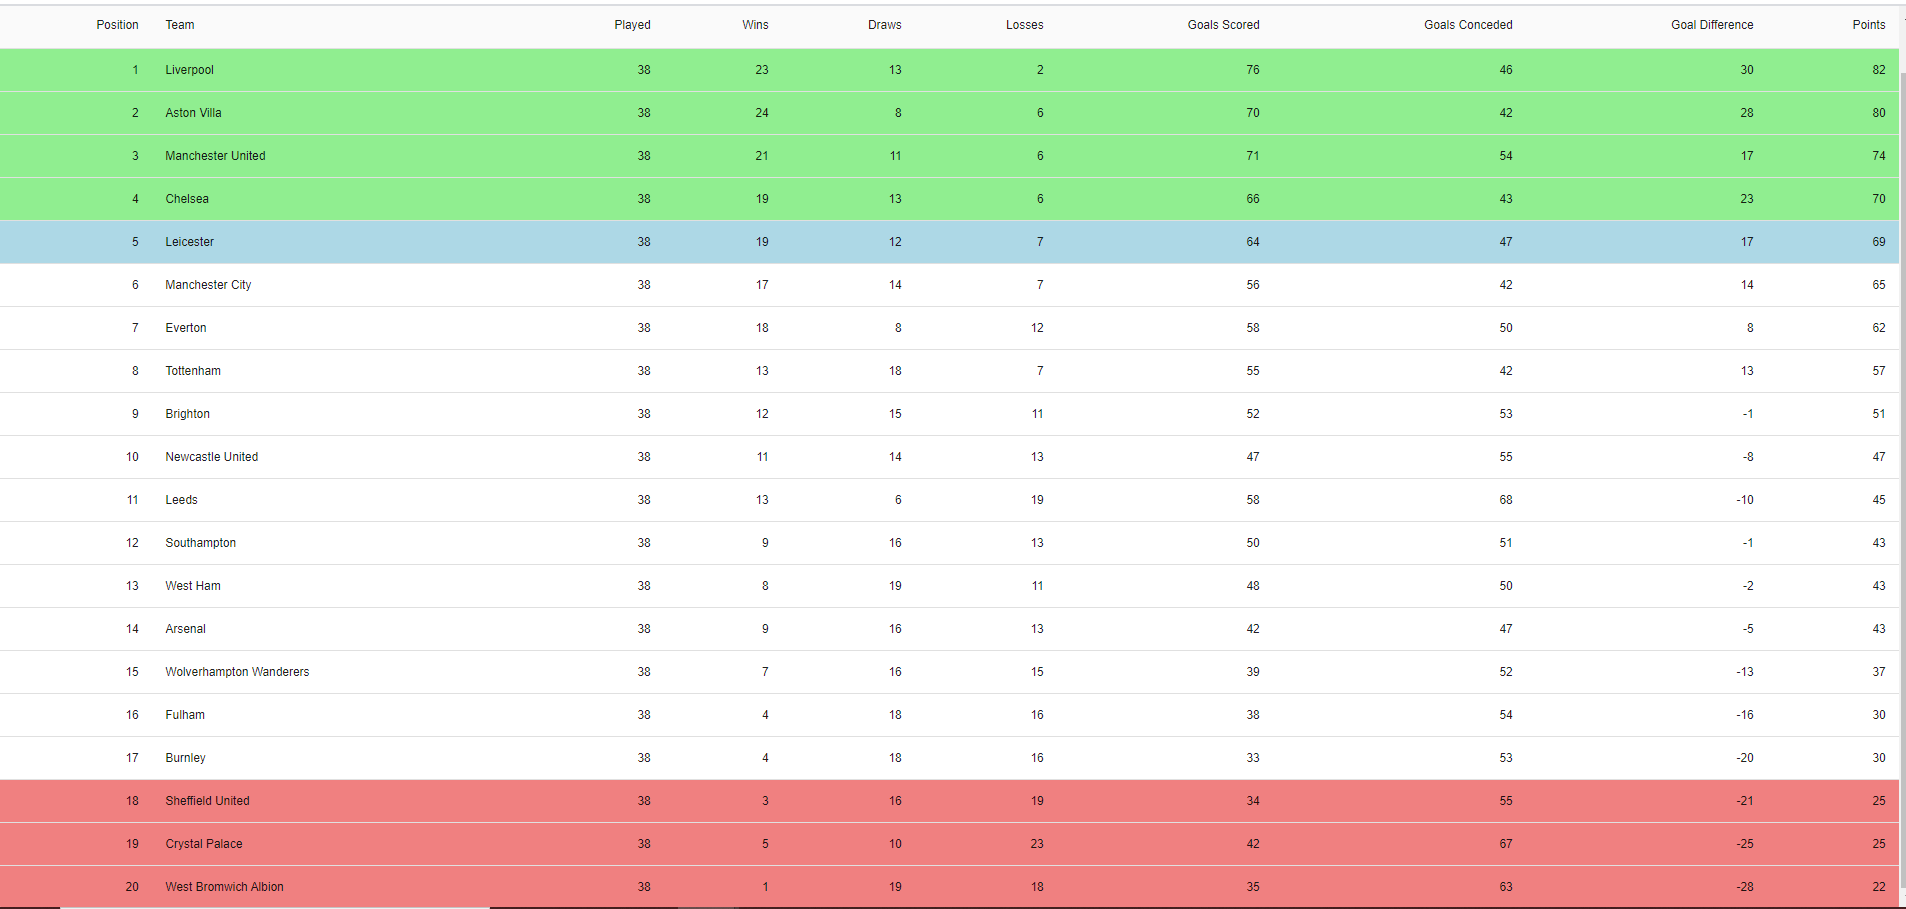 Position Team Played Wins Draws Losses Goals Scored Goals Conceded Goal Difference Points
1 Liverpool 38 23 13 2 76 46 30 82
2 Aston Villa 38 24 8 6 70 42 28 80
3 Manchester United 38 21 11 6 71 54 17 74
4 Chelsea 38 19 13 6 66 43 23 70
5 Leicester 38 19 12 7 64 47 17 69
6 Manchester City 38 17 14 7 56 42 14 65
7 Everton 38 18 8 12 58 50 8 62
8 Tottenham 38 13 18 7 55 42 13 57
9 Brighton 38 12 15 11 52 53 -1 51
10 Newcastle United 38 11 14 13 47 55 -8 47
11 Leeds 38 13 6 19 58 68 -10 45
12 Southampton 38 9 16 13 50 51 -1 43
13 West Ham 38 8 19 11 48 50 -2 43
14 Arsenal 38 9 16 13 42 47 -5 43
15 Wolverhampton Wanderers 38 7 16 15 39 52 -13 37
16 Fulham 38 4 18 16 38 54 -16 30
17 Burnley 38 4 18 16 33 53 -20 30
18 Sheffield United 38 3 16 19 34 55 -21 25
19 Crystal Palace 38 5 10 23 42 67 -25 25
20 West Bromwich Albion 38 1 19 18 35 63 -28 22